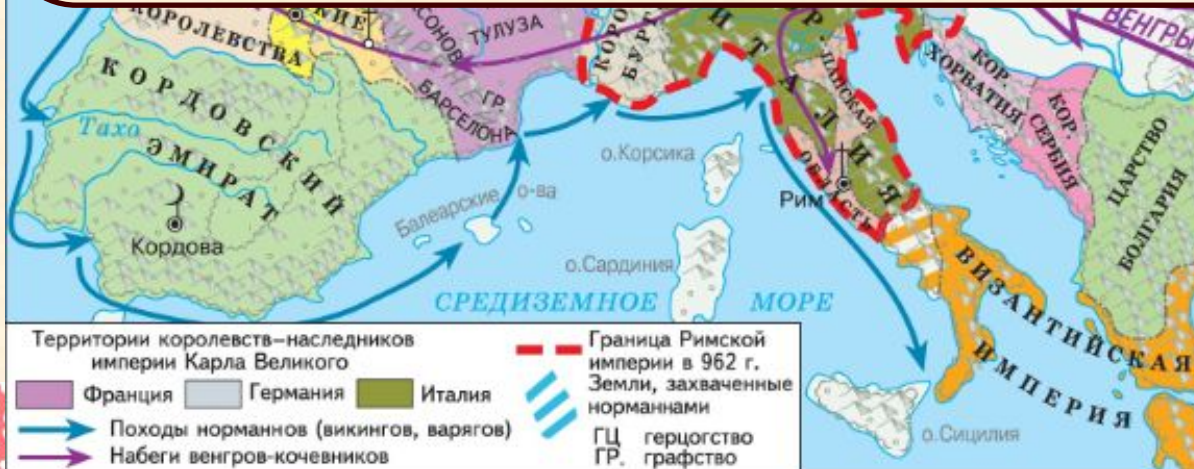 КОРОЛЕВСТВА
ТУЛУЗА
ГР.
БАРСЕЛОНА
КОРДОВСКИЙ
ЭМИРАТ
Тахо
Кордова
Балеарские о-ва
о.Корсика
о.Сардиния
ИТАЛИЯ
ПАПСКАЯ
ОБЛАСТЬ
Рим
КОР.
ХОРВАТИЯ
КОР.
СЕРБИЯ
ВЕНГРЫ
ЦАРСТВО
БОЛГАРИЯ
ВИЗАНТИЙСКАЯ
ИМПЕРИЯ
СРЕДИЗЕМНОЕ МОРЕ
о.Сицилия
Территории королевств–наследников
империи Карла Великого
Франция Германия Италия
Походы норманнов (викингов, варягов)
Набеги венгров-кочевников
Граница Римской
империи в 962 г.
Земли, захваченные
норманнами
ГЦ герцогство
ГР. графство